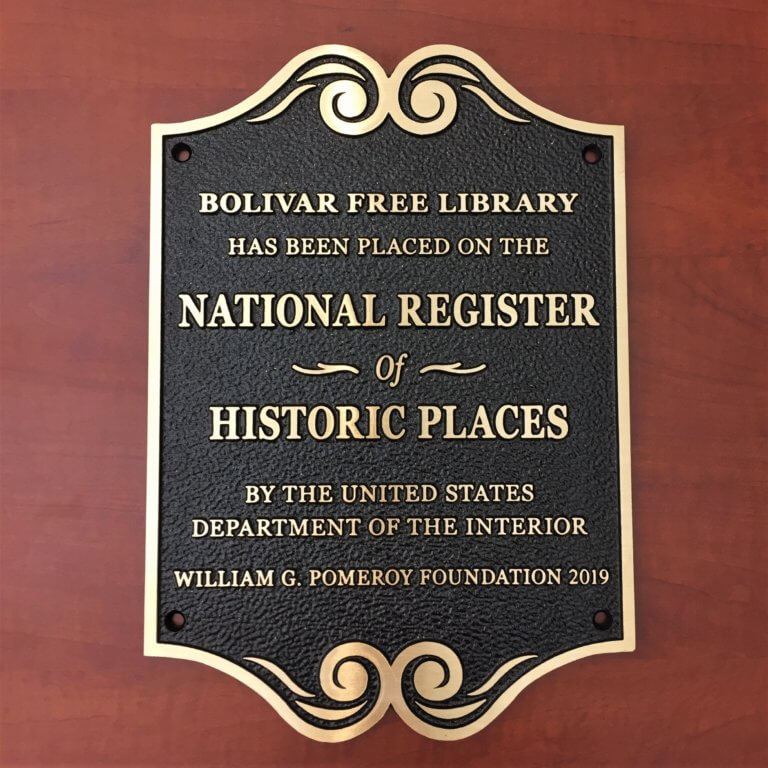 BOLIVAR FREE LIBRARY
HAS BEEN PLACED ON THE
NATIONAL REGISTER
Of
HISTORIC PLACES
BY THE UNITED STATES
DEPARTMENT OF THE INTERIOR
WILLIAM G. POMEROY FOUNDATION 2019